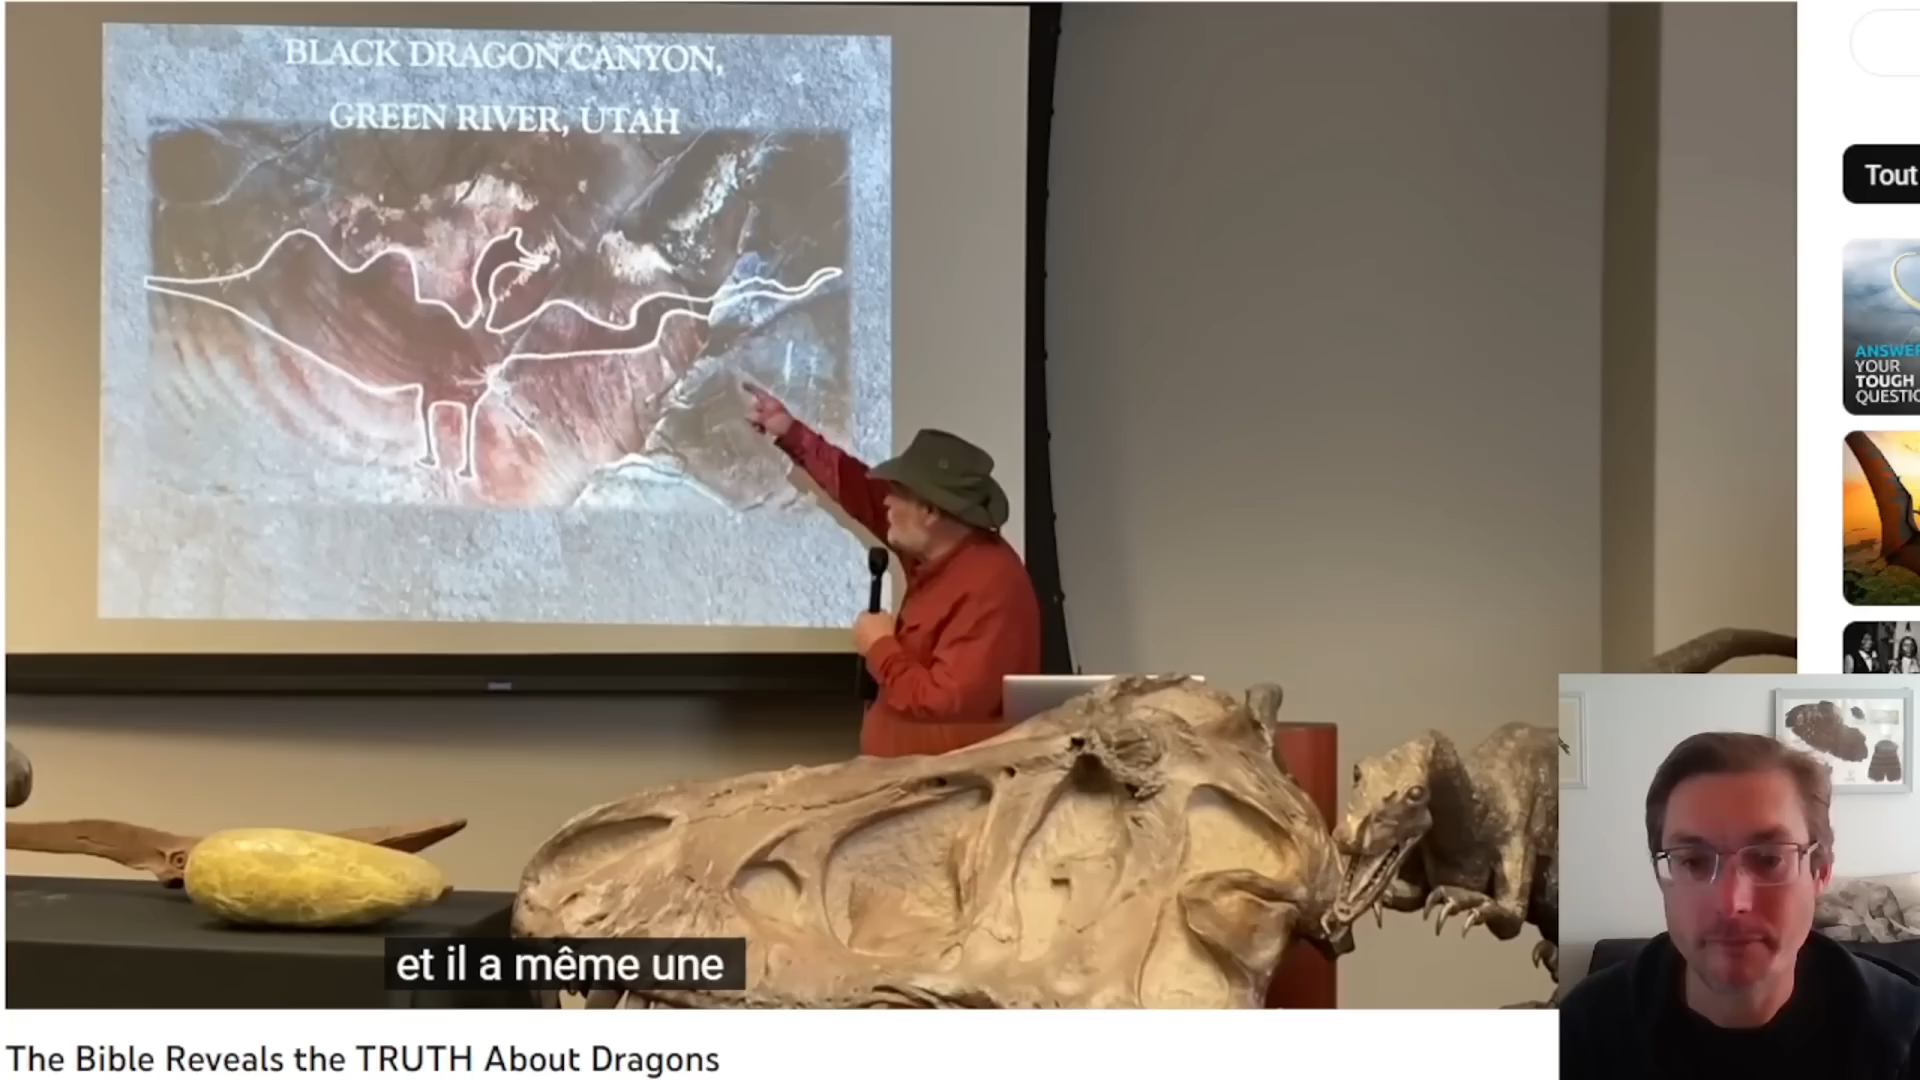 BLACK DRAGON CANYON,
GREEN RIVER, UTAH
Tout
ANSWER
YOUR
TOUGH
et il a même une
The Bible Reveals the TRUTH About Dragons